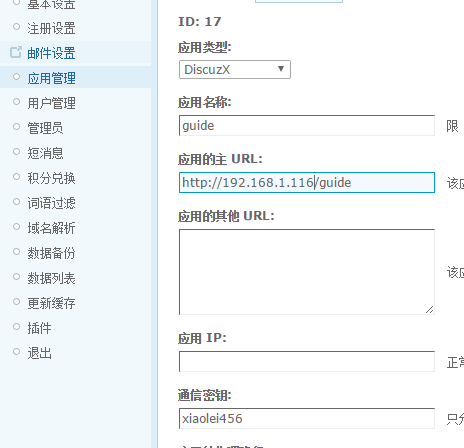 基本设置
注册设置
邮件设置
应用管理
用户管理
管理员
短消息
积分兑换
词语过滤
域名解析
数据备份
数据列表
更新缓存
插件
退出
ID: 17
应用类型:
DiscuzX
应用名称:
guide
限
应用的主 URL:
http://192.168.1.116/guide
该应
应用的其他 URL:
该应
应用 IP:
正常
通信密钥:
xiaolei456
只允